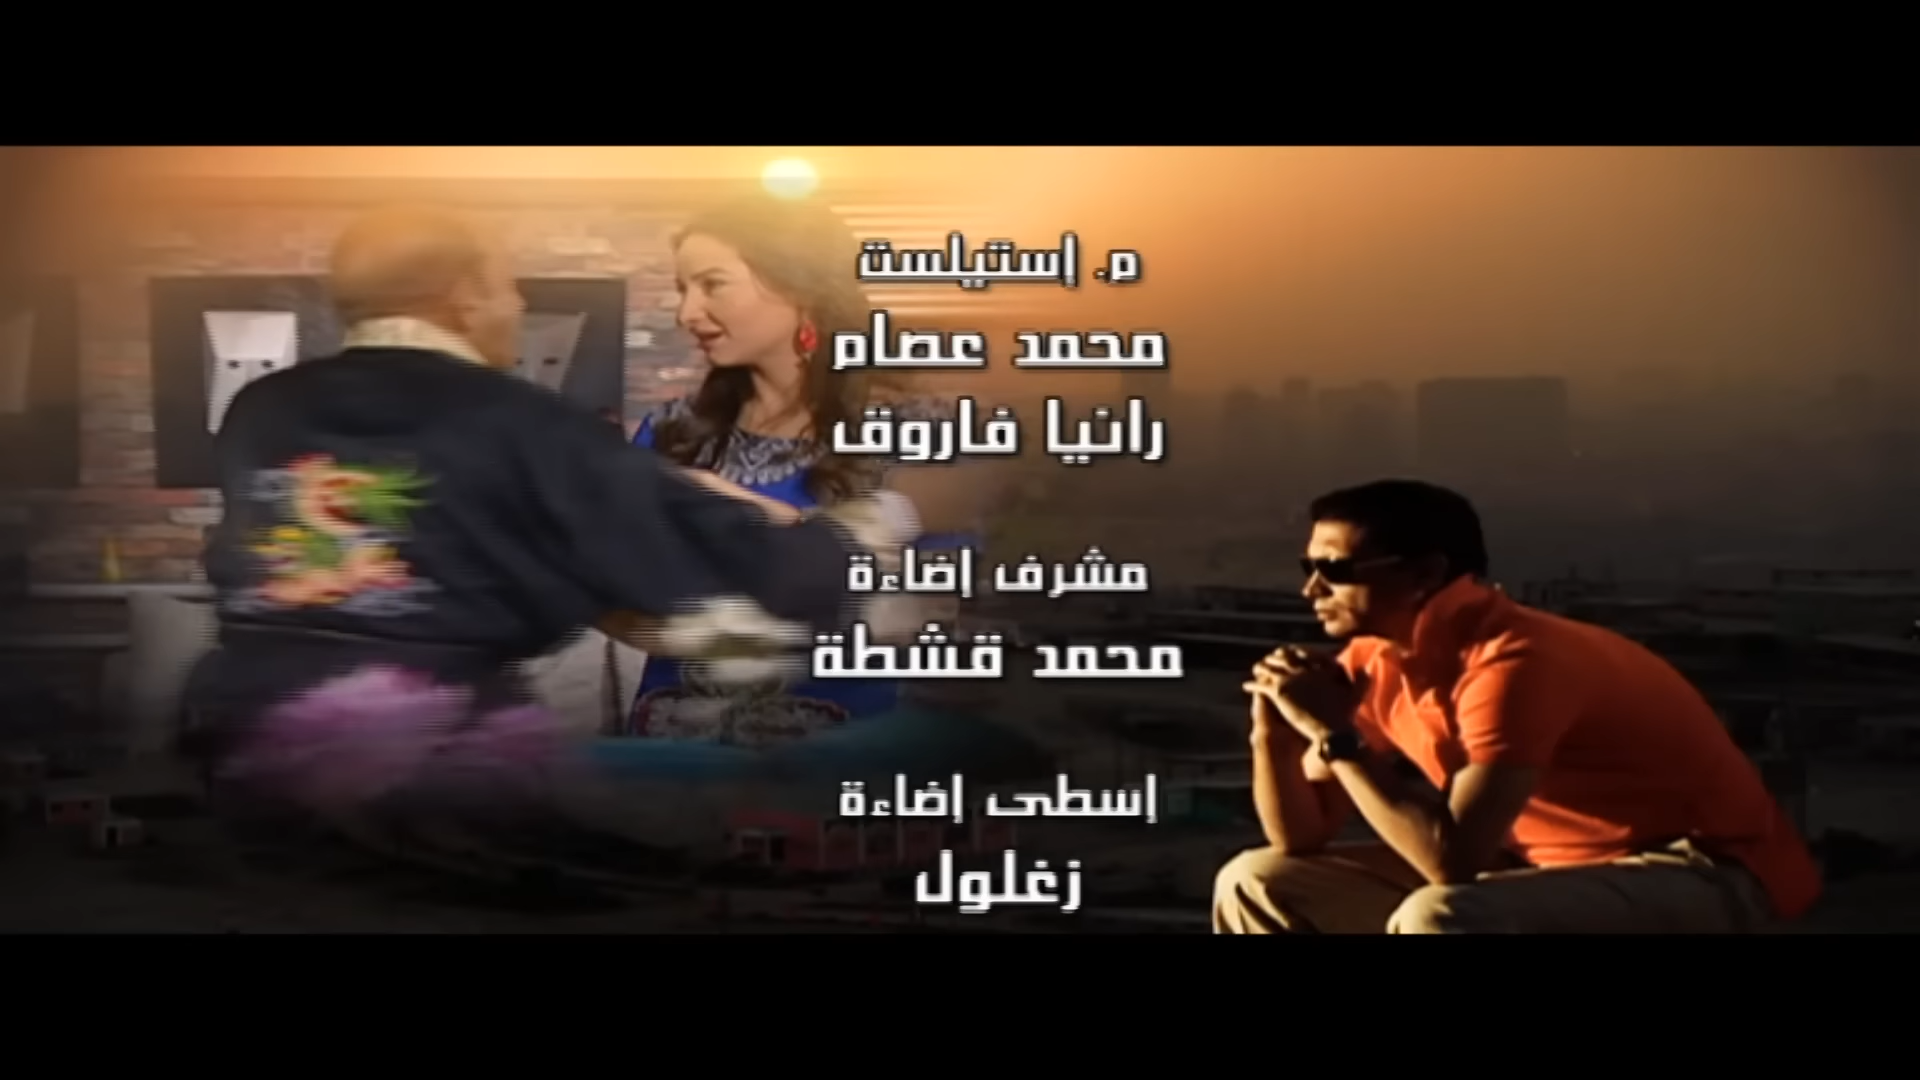 م. إستيلست
محمد عصام
رانيا فاروق
مشرف إضاءة
محمد قشطة
إسطى إضاءة
زغلول